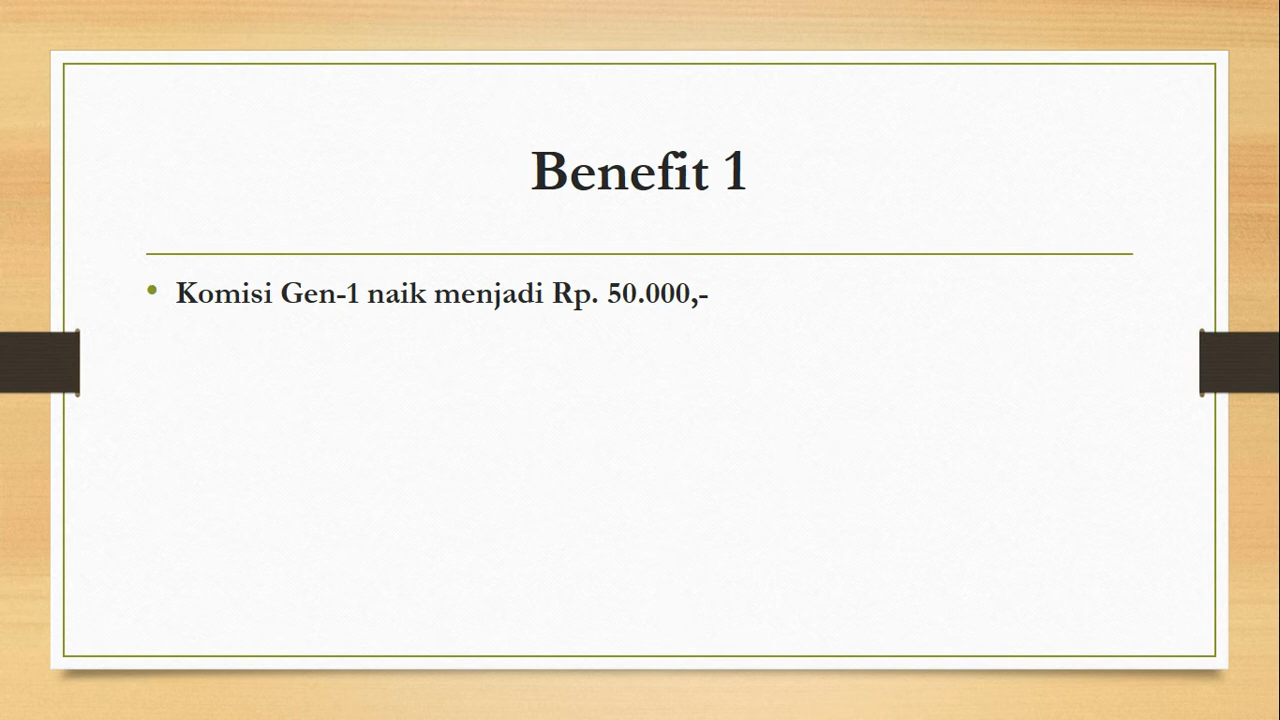 Benefit 1
• Komisi Gen-1 naik menjadi Rp. 50.000,-